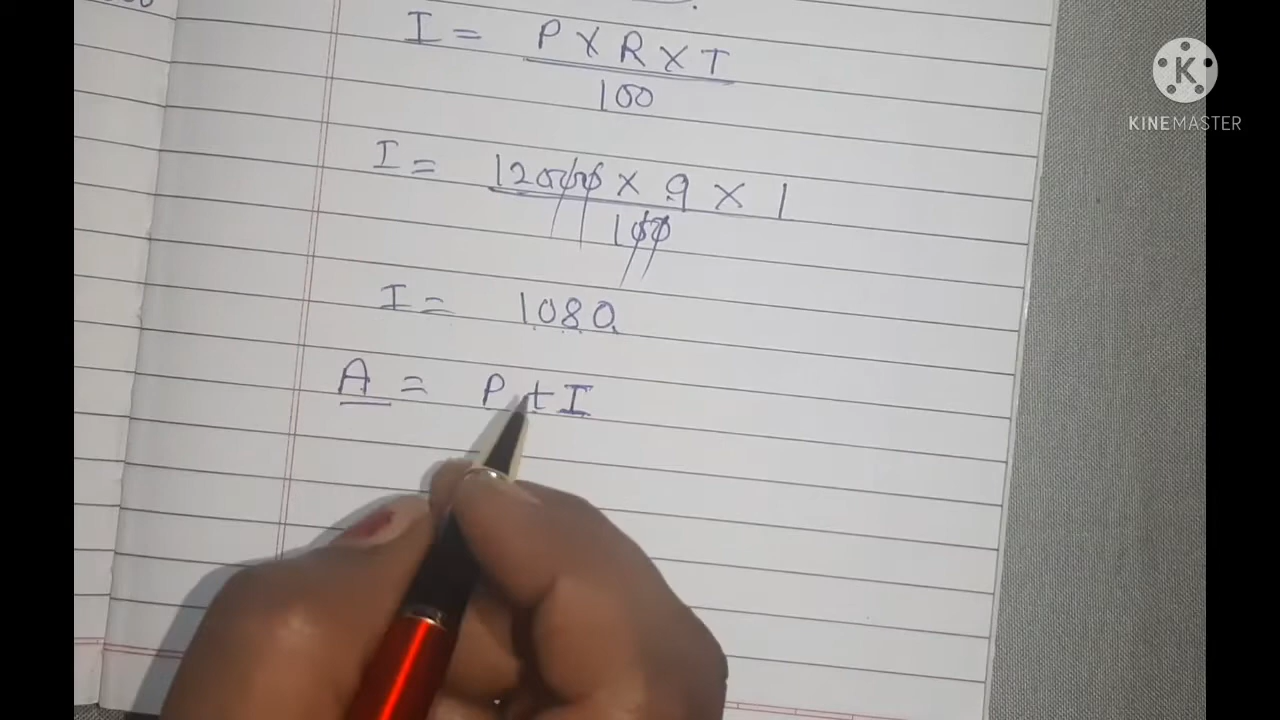 I = P X R X T
100
I = 12000 X 9 X 1
100
I = 1080
A = P + I
K
KINEMASTER